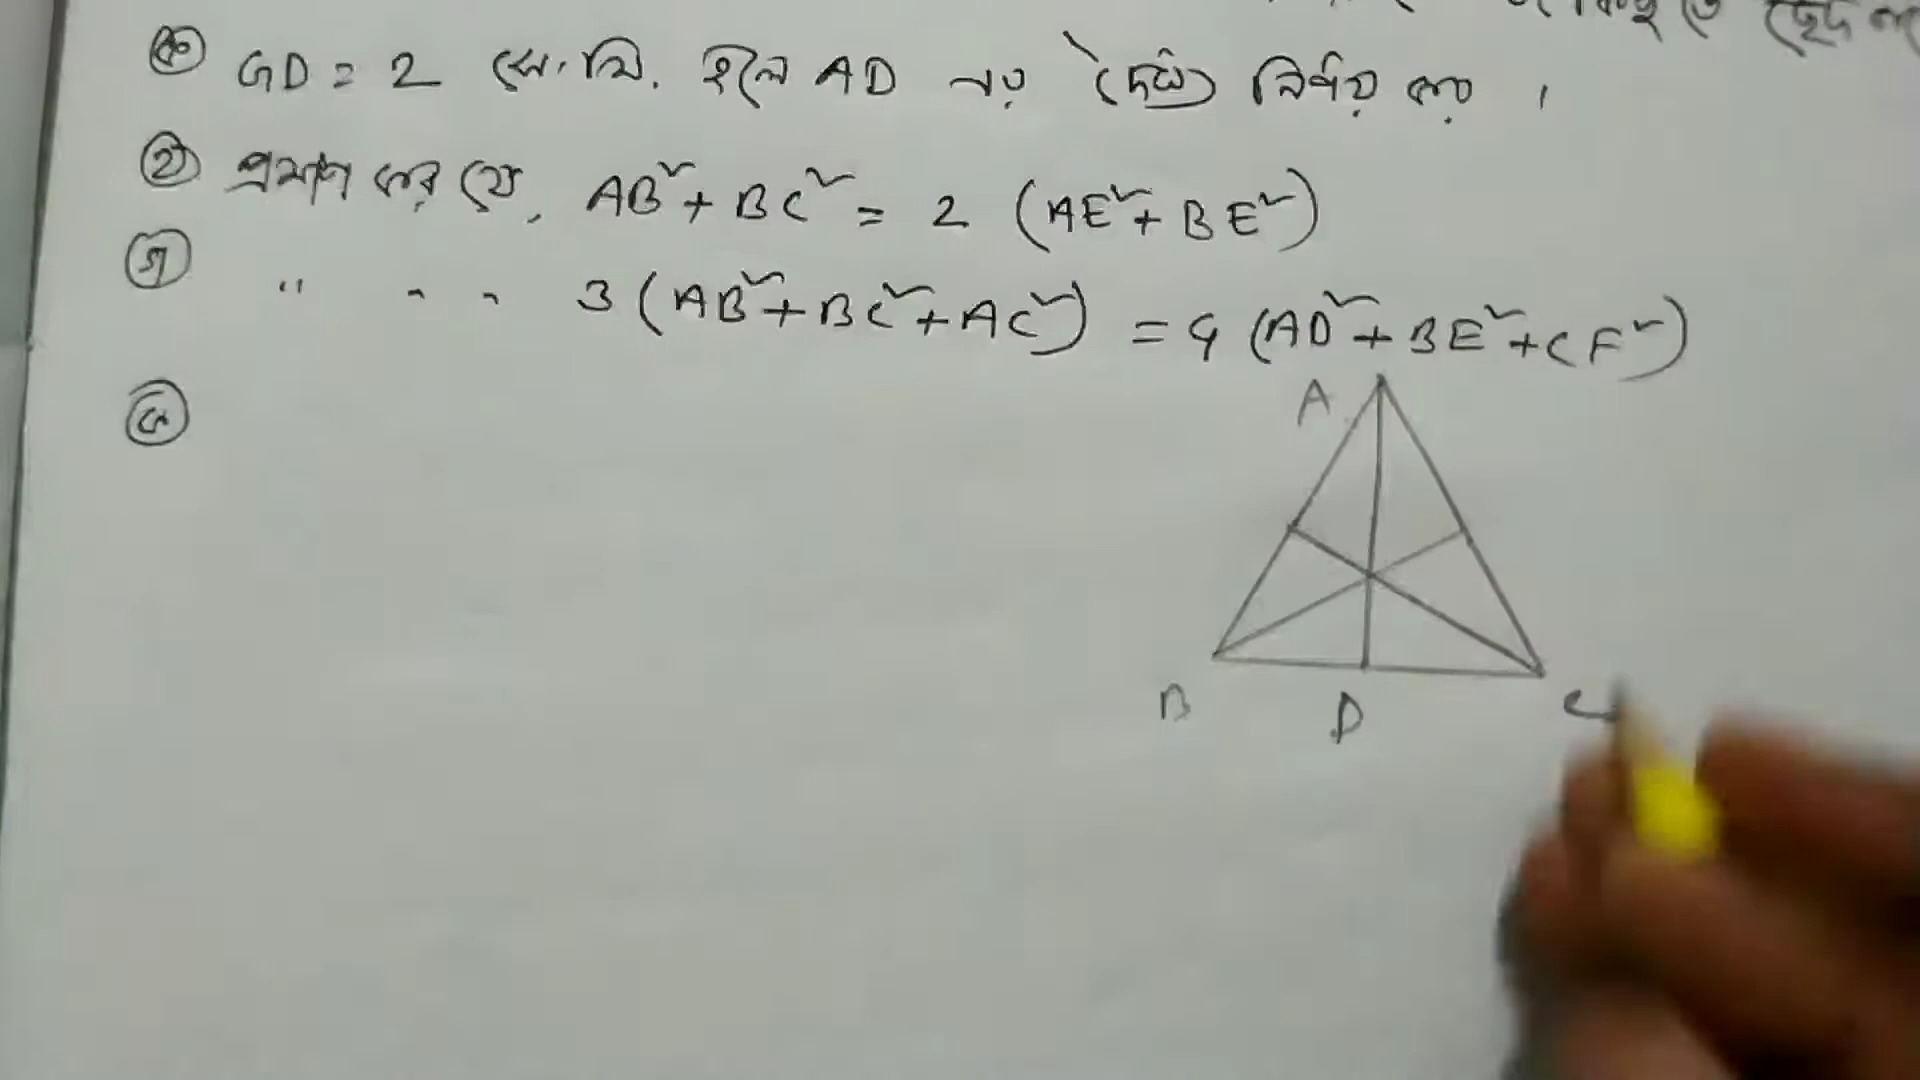 ক GD = 2 সে.মি. হলে AD এর দৈর্ঘ্য নির্ণয় কর ।
খ প্রমাণ কর যে, AB² + BC² = 2 (AE² + BE²)
গ " " " 3 (AB² + BC² + AC²) = 4 (AD² + BE² + CF²)
ক
A
B D C